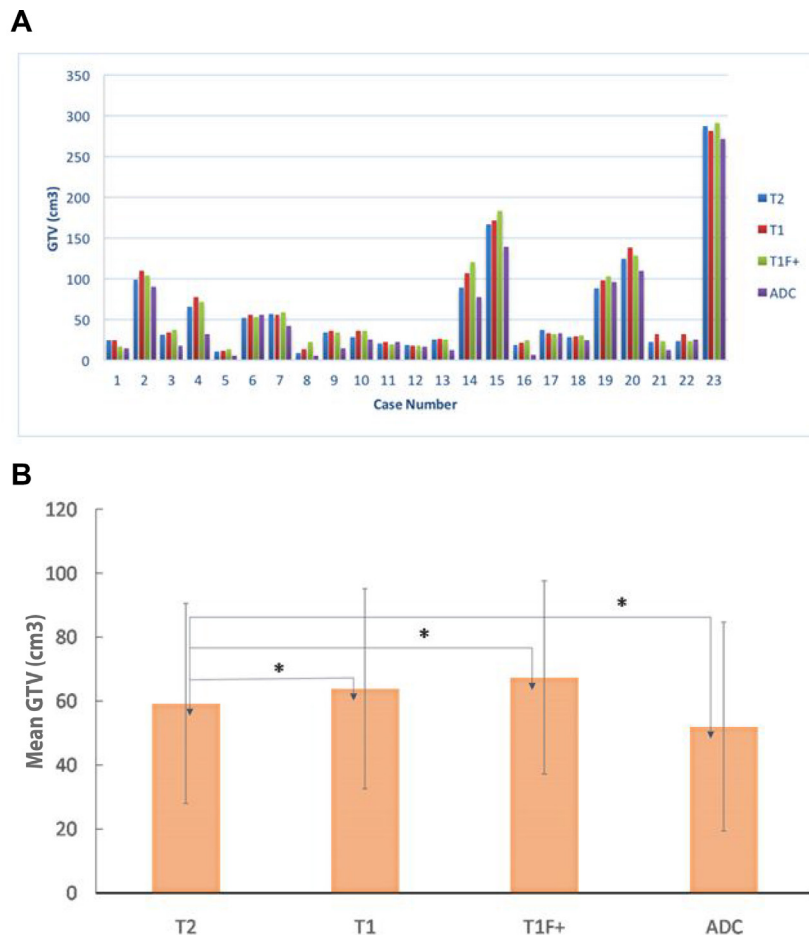 A
350
300
250
200
150
100
50
0
GTV (cm3)
1 2 3 4 5 6 7 8 9 10 11 12 13 14 15 16 17 18 19 20 21 22 23
Case Number
T2
T1
T1F+
ADC
B
120
100
80
60
40
20
0
Mean GTV (cm3)
*
*
*
T2 T1 T1F+ ADC